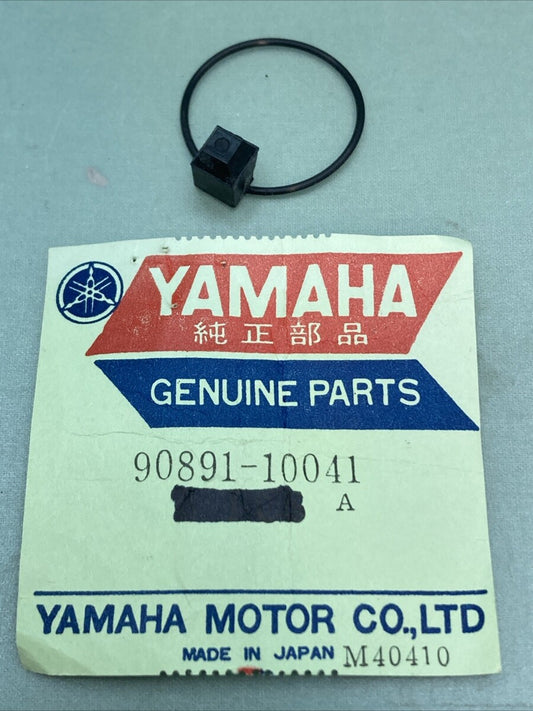 YAMAHA
純正部品
GENUINE PARTS
90891-10041
A
YAMAHA MOTOR CO.,LTD
MADE IN JAPAN M40410